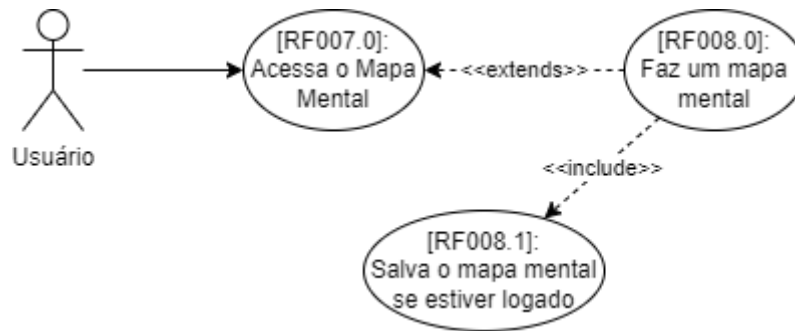 [RF007.0]:
Acessa o Mapa
Mental
<<extends>>
[RF008.0]:
Faz um mapa
mental
Usuário
<<include>>
[RF008.1]:
Salva o mapa mental
se estiver logado